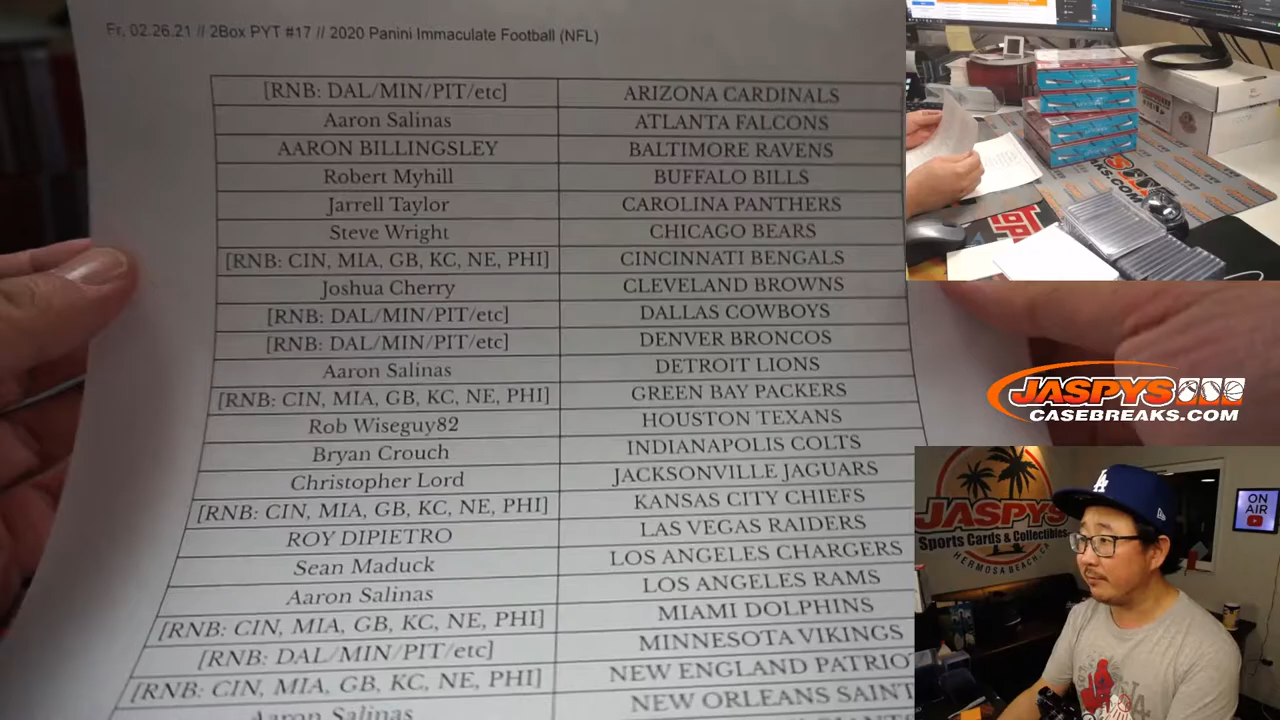 Fr, 02.26.21 // 2Box PYT #17 // 2020 Panini Immaculate Football (NFL)
[RNB: DAL/MIN/PIT/etc] ARIZONA CARDINALS
Aaron Salinas ATLANTA FALCONS
AARON BILLINGSLEY BALTIMORE RAVENS
Robert Myhill BUFFALO BILLS
Jarrell Taylor CAROLINA PANTHERS
Steve Wright CHICAGO BEARS
[RNB: CIN, MIA, GB, KC, NE, PHI] CINCINNATI BENGALS
Joshua Cherry CLEVELAND BROWNS
[RNB: DAL/MIN/PIT/etc] DALLAS COWBOYS
[RNB: DAL/MIN/PIT/etc] DENVER BRONCOS
Aaron Salinas DETROIT LIONS
[RNB: CIN, MIA, GB, KC, NE, PHI] GREEN BAY PACKERS
Rob Wiseguy82 HOUSTON TEXANS
Bryan Crouch INDIANAPOLIS COLTS
Christopher Lord JACKSONVILLE JAGUARS
[RNB: CIN, MIA, GB, KC, NE, PHI] KANSAS CITY CHIEFS
ROY DIPIETRO LAS VEGAS RAIDERS
Sean Maduck LOS ANGELES CHARGERS
Aaron Salinas LOS ANGELES RAMS
[RNB: CIN, MIA, GB, KC, NE, PHI] MIAMI DOLPHINS
[RNB: DAL/MIN/PIT/etc] MINNESOTA VIKINGS
[RNB: CIN, MIA, GB, KC, NE, PHI] NEW ENGLAND PATRIO
Aaron Salinas NEW ORLEANS SAINT
JASPYS
CASEBREAKS.COM
JASPYS
Sports Cards & Collectibles
HERMOSA BEACH, CA
ON
AIR
LA